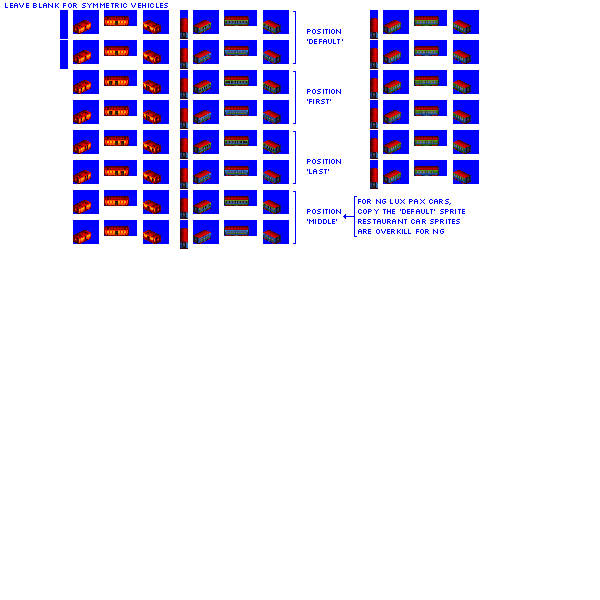 LEAVE BLANK FOR SYMMETRIC VEHICLES
POSITION
'DEFAULT'
POSITION
'FIRST'
POSITION
'LAST'
POSITION
'MIDDLE'
FOR NG LUX PAX CARS,
COPY THE 'DEFAULT' SPRITE
RESTAURANT CAR SPRITES
ARE OVERKILL FOR NG